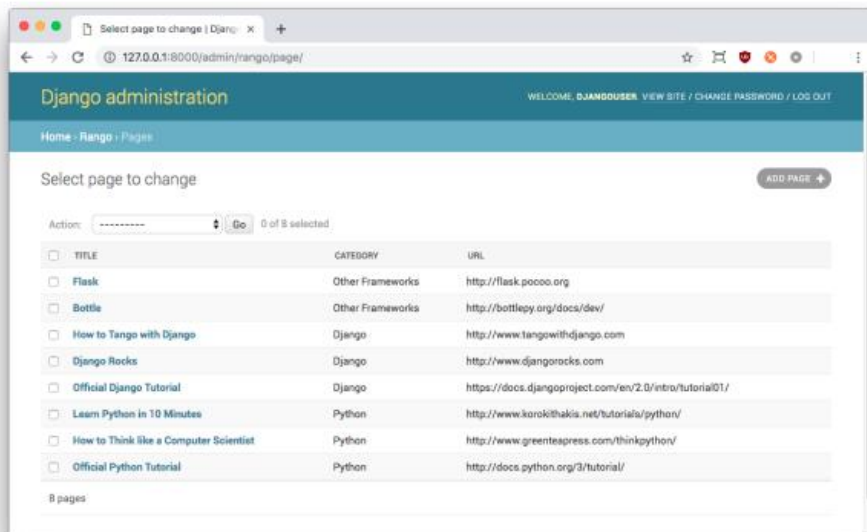 Select page to change | Djang
127.0.0.1:8000/admin/rango/page/
Django administration
WELCOME, DJANGOUSER. VIEW SITE / CHANGE PASSWORD / LOG OUT
Home › Rango › Pages
Select page to change
ADD PAGE +
Action: --------- Go 0 of 8 selected
TITLE CATEGORY URL
Flask Other Frameworks http://flask.pocoo.org
Bottle Other Frameworks http://bottlepy.org/docs/dev/
How to Tango with Django Django http://www.tangowithdjango.com
Django Rocks Django http://www.djangorocks.com
Official Django Tutorial Django https://docs.djangoproject.com/en/2.0/intro/tutorial01/
Learn Python in 10 Minutes Python http://www.korokithakis.net/tutorials/python/
How to Think like a Computer Scientist Python http://www.greenteapress.com/thinkpython/
Official Python Tutorial Python http://docs.python.org/3/tutorial/
8 pages